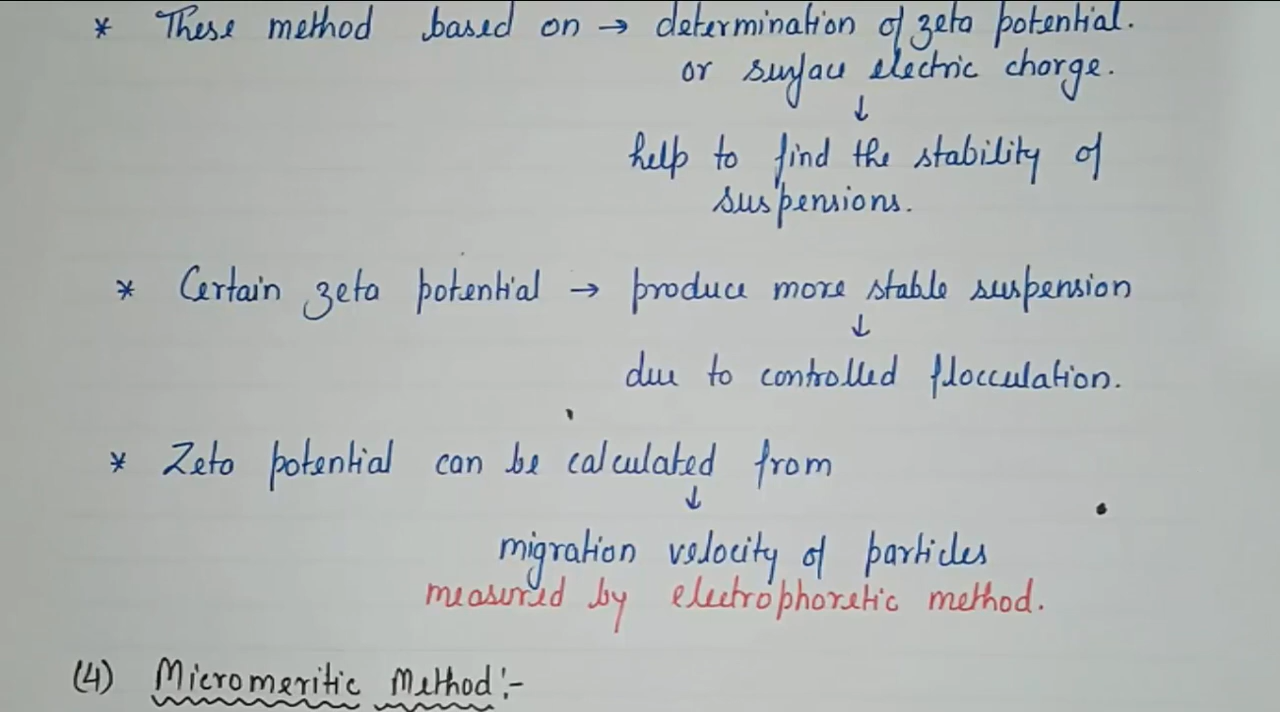 * These method based on → determination of zeta potential.
or surface electric charge.
↓
help to find the stability of
suspensions.
* Certain zeta potential → produce more stable suspension
↓
due to controlled flocculation.
* Zeta potential can be calculated from
↓
migration velocity of particles
measured by electrophoretic method.
(4) Micromeritic Method :-